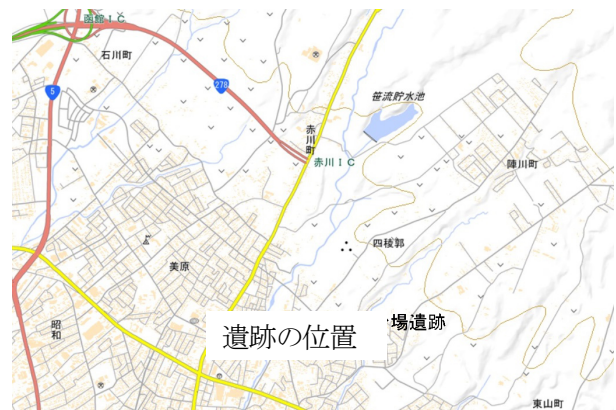 函館IC
石川町
5
278
笹流貯水池
赤川町
陣川町
赤川IC
四稜郭
美原
場遺跡
昭和
遺跡の位置
東山町